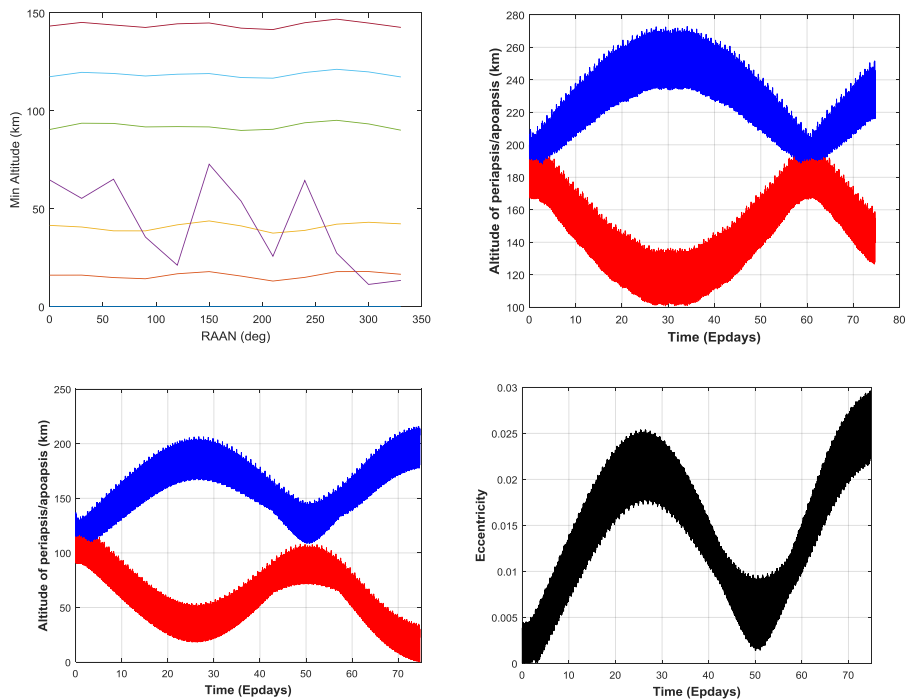 150
100
50
0
Min Altitude (km)
0 50 100 150 200 250 300 350
RAAN (deg)
280
260
240
220
200
180
160
140
120
100
Altitude of periapsis/apoapsis (km)
0 10 20 30 40 50 60 70 80
Time (Epdays)
250
200
150
100
50
0
Altitude of periapsis/apoapsis (km)
0 10 20 30 40 50 60 70
Time (Epdays)
0.03
0.025
0.02
0.015
0.01
0.005
0
Eccentricity
0 10 20 30 40 50 60 70
Time (Epdays)